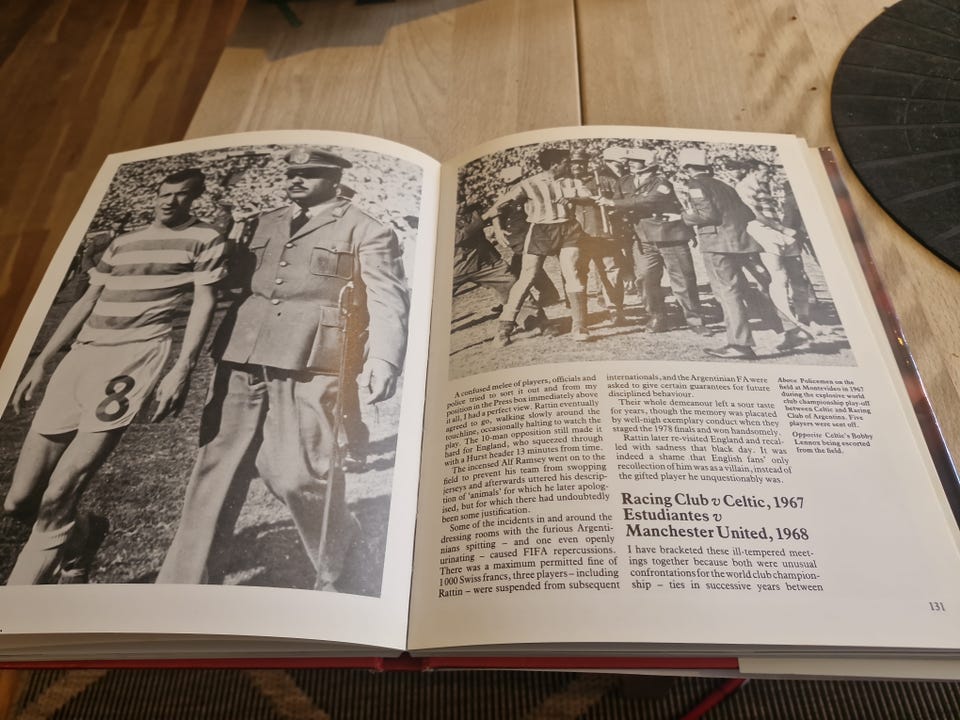 8
A confused melee of players, officials and
police tried to sort it out and from my
position in the Press box immediately above
it all, I had a perfect view. Rattin eventually
agreed to go, walking slowly around the
touchline, occasionally halting to watch the
play. The 10-man opposition still made it
hard for England, who squeezed through
with a Hurst header 13 minutes from time.
The incensed Alf Ramsey went on to the
field to prevent his team from swopping
jerseys and afterwards uttered his descrip-
tion of 'animals' for which he later apolog-
ised, but for which there had undoubtedly
been some justification.
Some of the incidents in and around the
dressing rooms with the furious Argenti-
nians spitting – and one even openly
urinating – caused FIFA repercussions.
There was a maximum permitted fine of
1000 Swiss francs, three players – including
Rattin – were suspended from subsequent
internationals, and the Argentinian FA were
asked to give certain guarantees for future
disciplined behaviour.
Their whole demeanour left a sour taste
for years, though the memory was placated
by well-nigh exemplary conduct when they
staged the 1978 finals and won handsomely.
Rattin later re-visited England and recal-
led with sadness that black day. It was
indeed a shame that English fans' only
recollection of him was as a villain, instead of
the gifted player he unquestionably was.
Racing Club v Celtic, 1967
Estudiantes v
Manchester United, 1968
I have bracketed these ill-tempered meet-
ings together because both were unusual
confrontations for the world club champion-
ship – ties in successive years between
Above Policemen on the
field at Montevideo in 1967
during the explosive world
club championship play-off
between Celtic and Racing
Club of Argentina. Five
players were sent off.
Opposite Celtic's Bobby
Lennox being escorted
from the field.
131